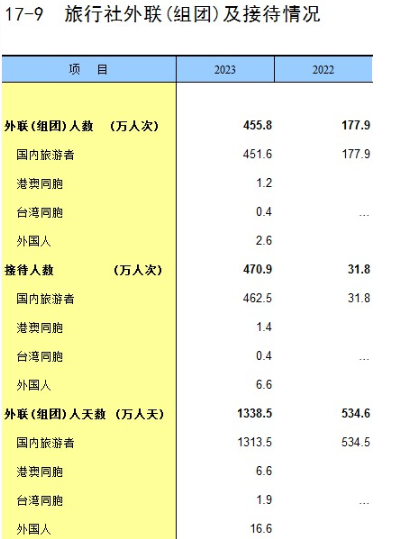 17-9 旅行社外联(组团)及接待情况
项 目 2023 2022
外联(组团)人数 (万人次) 455.8 177.9
国内旅游者 451.6 177.9
港澳同胞 1.2
台湾同胞 0.4 ...
外国人 2.6
接待人数 (万人次) 470.9 31.8
国内旅游者 462.5 31.8
港澳同胞 1.4
台湾同胞 0.4 ...
外国人 6.6
外联(组团)人天数 (万人天) 1338.5 534.6
国内旅游者 1313.5 534.5
港澳同胞 6.6
台湾同胞 1.9 ...
外国人 16.6